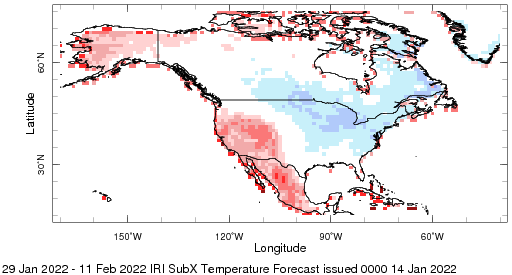 60°N
30°N
Latitude
150°W 120°W 90°W 60°W
Longitude
29 Jan 2022 - 11 Feb 2022 IRI SubX Temperature Forecast issued 0000 14 Jan 2022